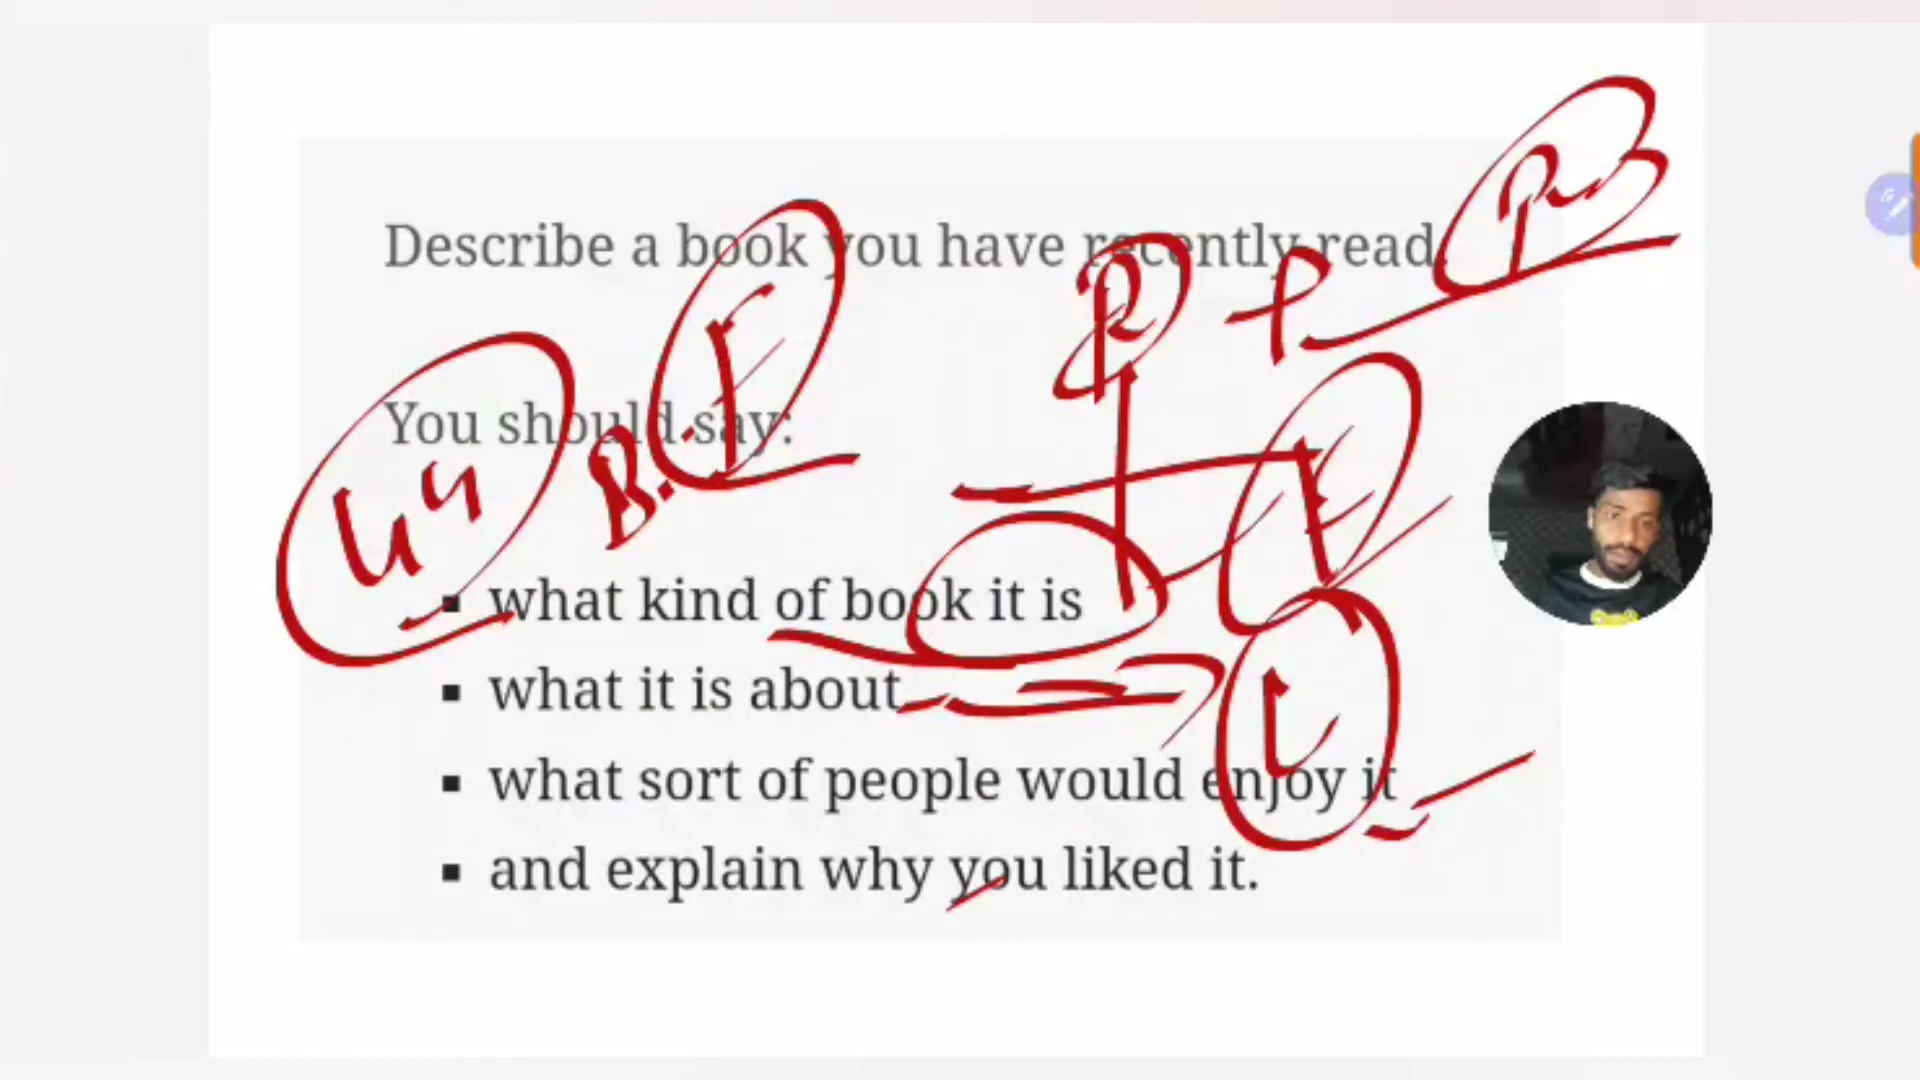 Describe a book you have recently read.
You should say:
what kind of book it is
what it is about
what sort of people would enjoy it
and explain why you liked it.